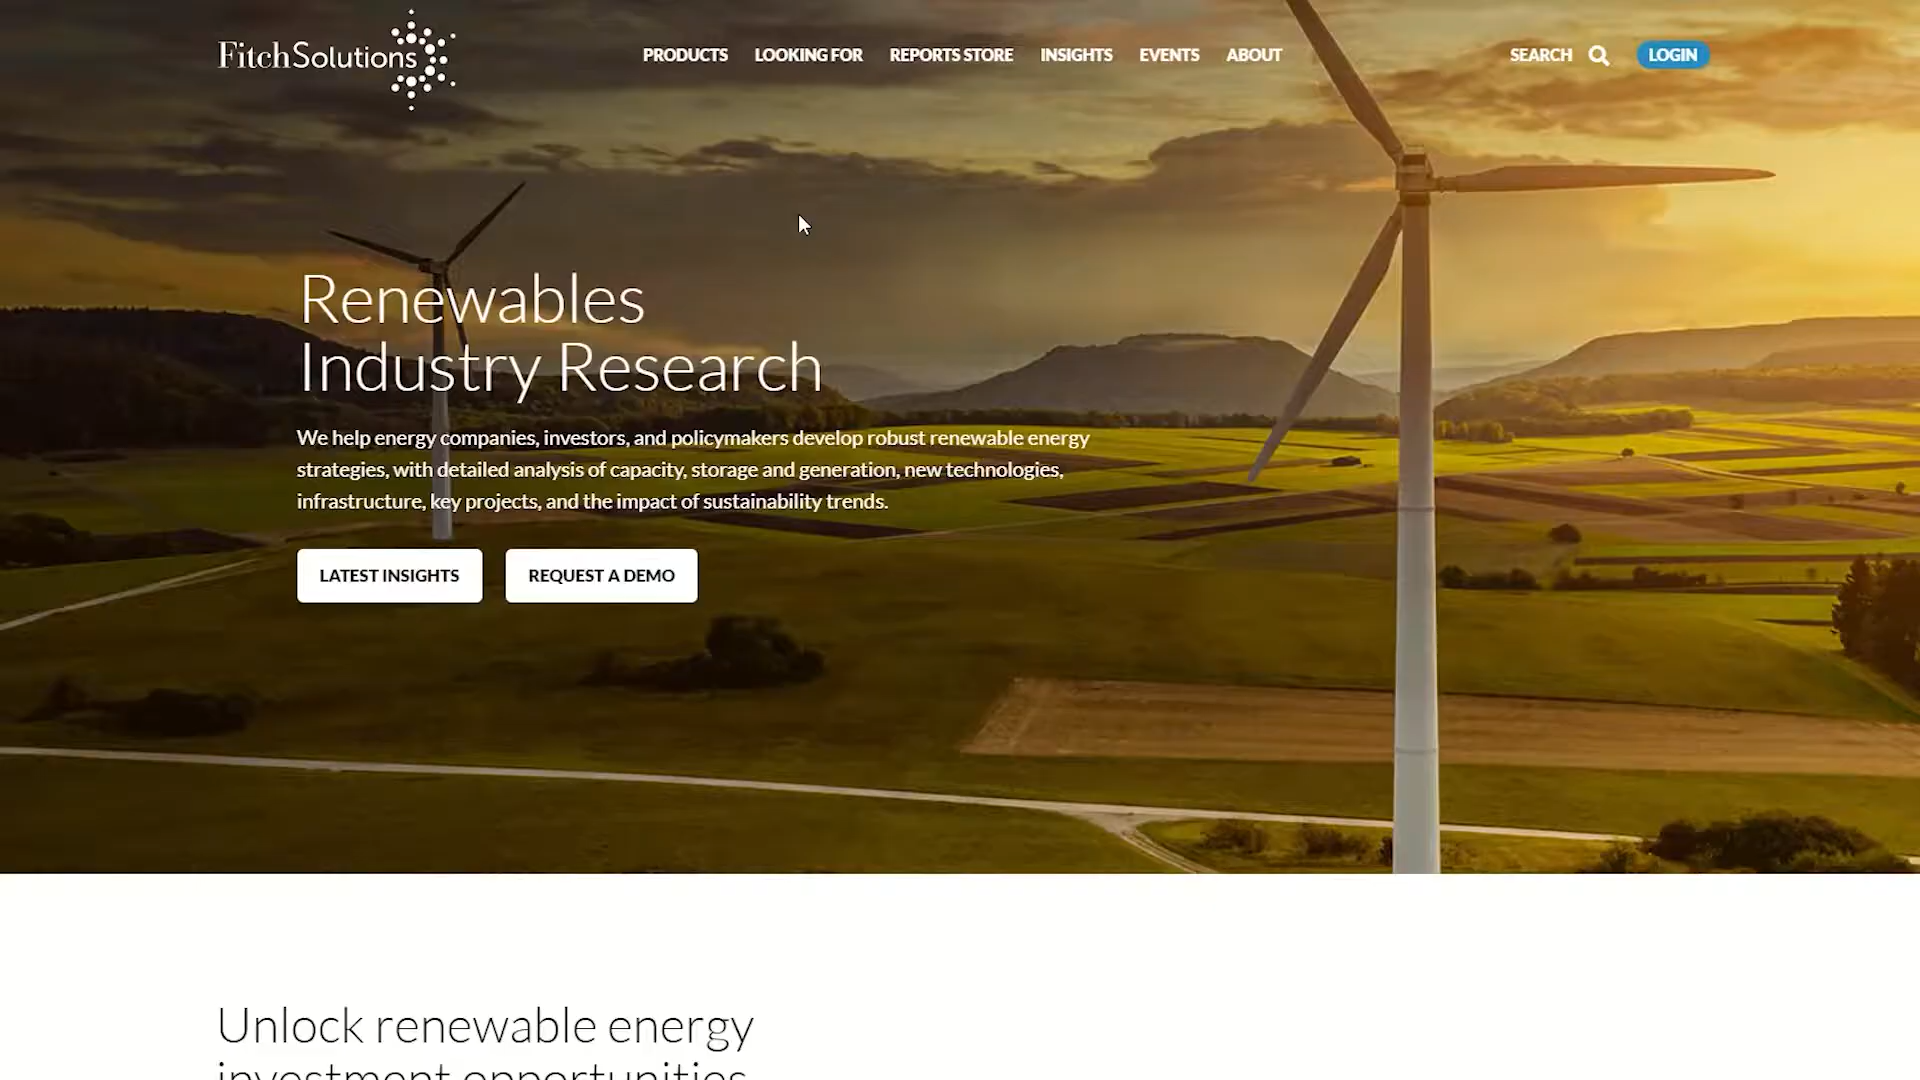 FitchSolutions
PRODUCTS LOOKING FOR REPORTS STORE INSIGHTS EVENTS ABOUT
SEARCH LOGIN
Renewables
Industry Research
We help energy companies, investors, and policymakers develop robust renewable energy
strategies, with detailed analysis of capacity, storage and generation, new technologies,
infrastructure, key projects, and the impact of sustainability trends.
LATEST INSIGHTS REQUEST A DEMO
Unlock renewable energy
investment opportunities